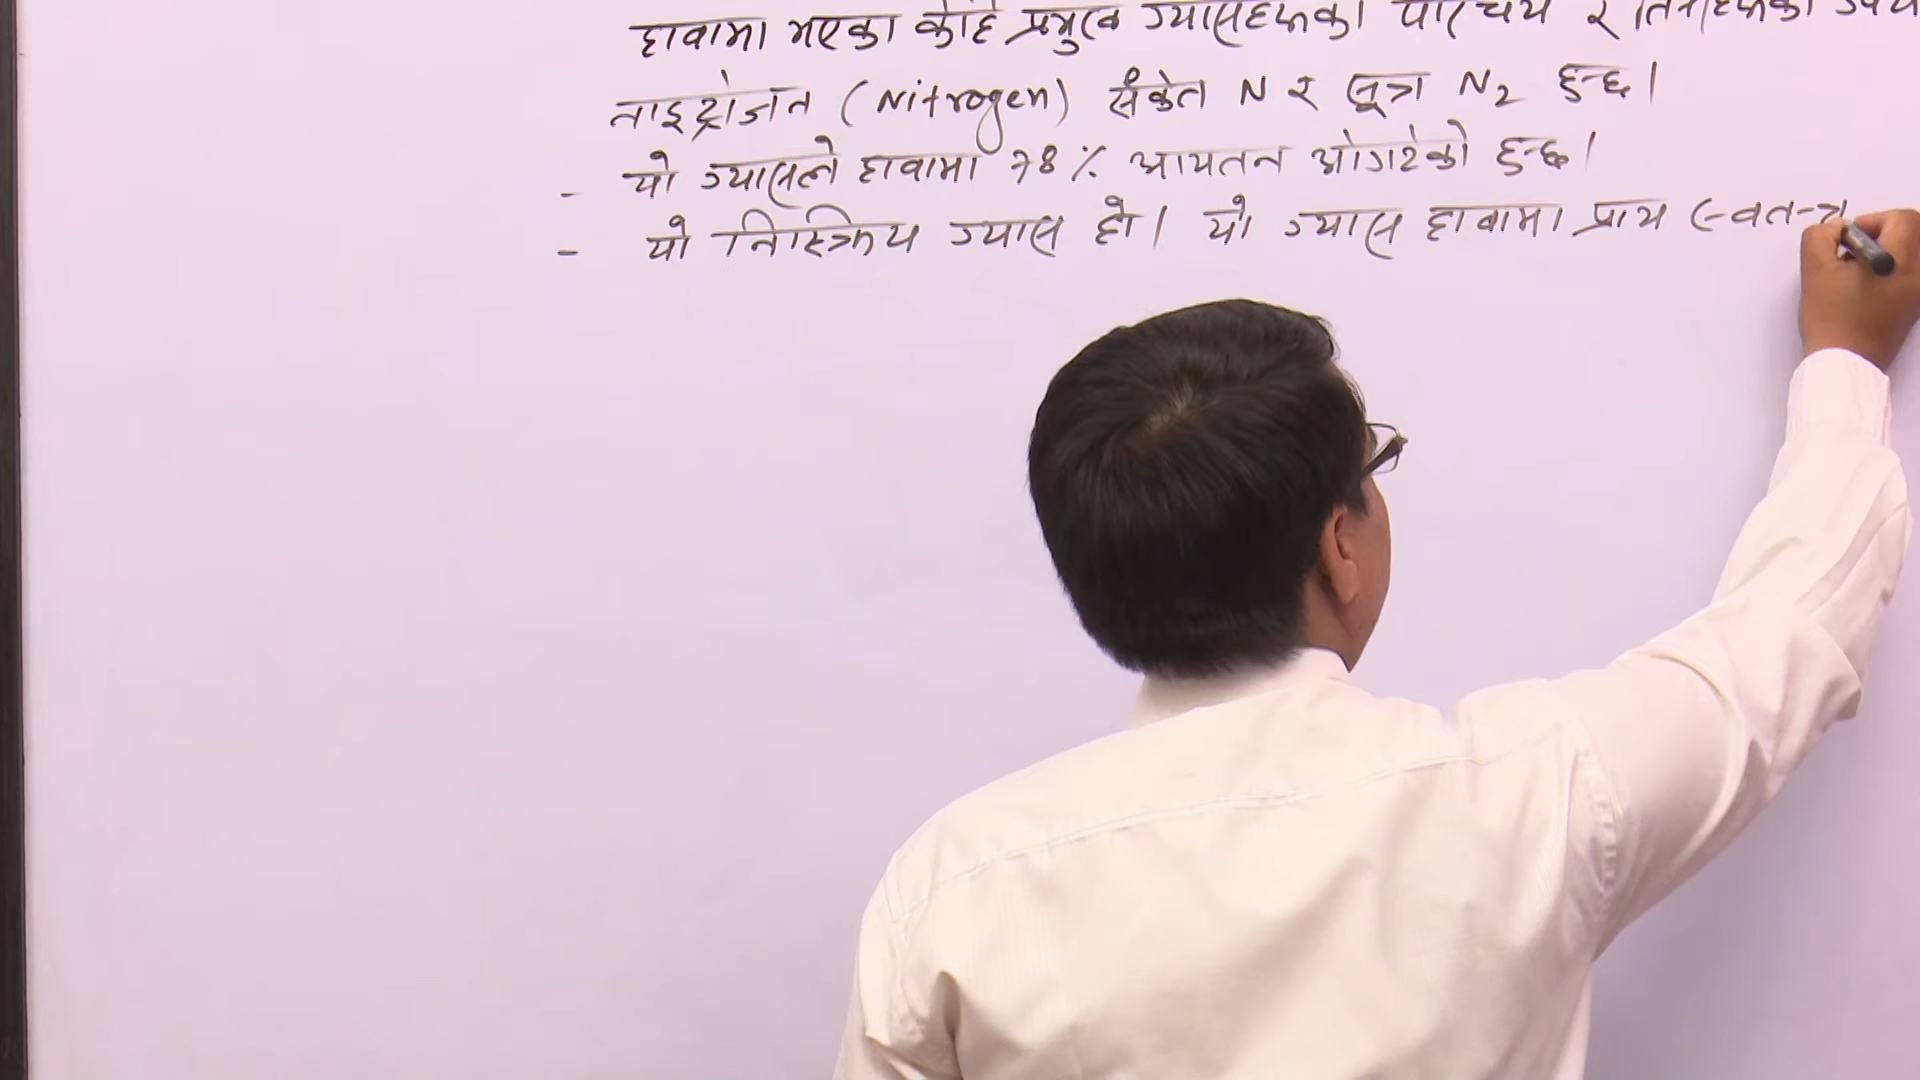 हावामा भएका केहि प्रमुख ग्यासहरूको परिचय र तिनीहरूको
नाइट्रोजन (Nitrogen) संकेत N र सूत्र N₂ हुन्छ।
- यो ग्यासले हावामा 78% आयतन ओगटेको हुन्छ।
- यो निस्क्रिय ग्यास हो। यो ग्यास हावामा प्राय स्वतन्त्र